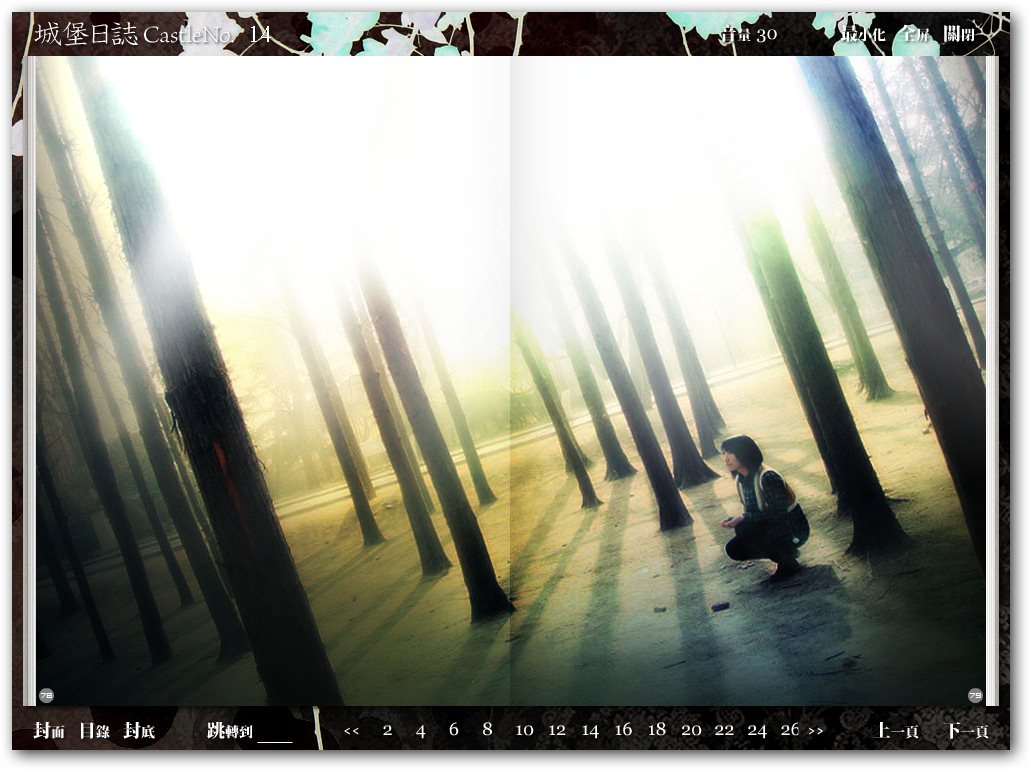 城堡日誌 CastleNo. 14
音量 30
最小化 全屏 關閉
78
79
封面 目錄 封底 跳轉到 << 2 4 6 8 10 12 14 16 18 20 22 24 26 >> 上一頁 下一頁